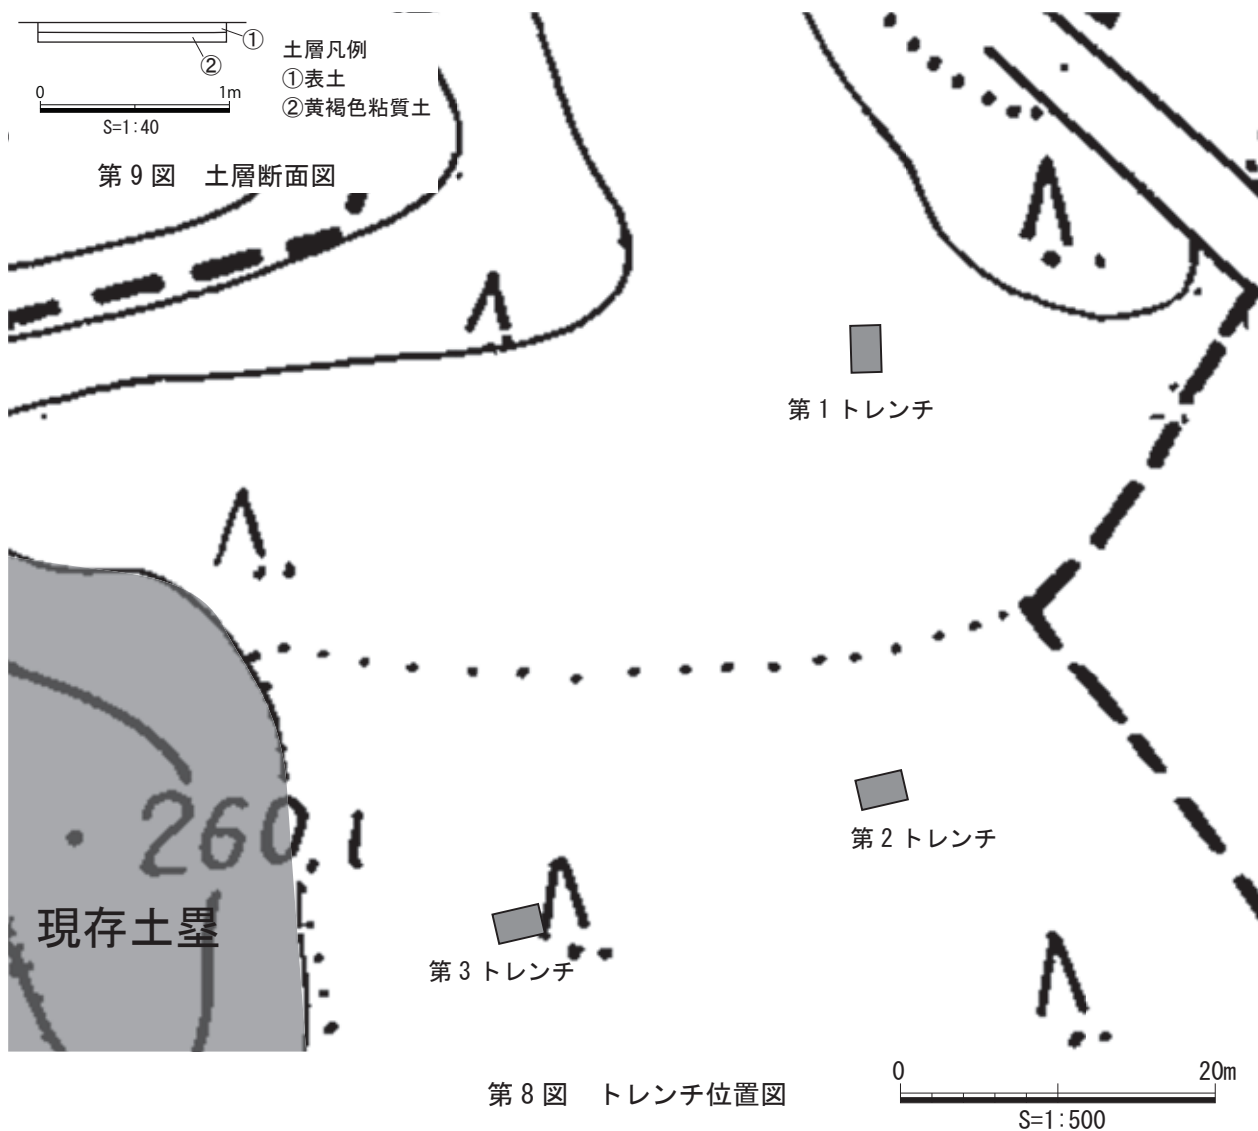 ①
②
土層凡例
①表土
②黄褐色粘質土
0 1m
S=1:40
第9図 土層断面図
第1トレンチ
260.1
現存土塁
第2トレンチ
第3トレンチ
第8図 トレンチ位置図
0 20m
S=1:500